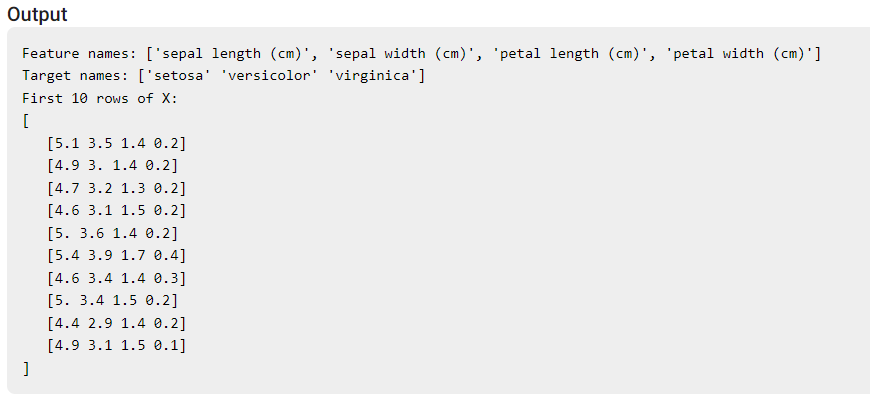 Output
Feature names: ['sepal length (cm)', 'sepal width (cm)', 'petal length (cm)', 'petal width (cm)']
Target names: ['setosa' 'versicolor' 'virginica']
First 10 rows of X:
[
   [5.1 3.5 1.4 0.2]
   [4.9 3. 1.4 0.2]
   [4.7 3.2 1.3 0.2]
   [4.6 3.1 1.5 0.2]
   [5. 3.6 1.4 0.2]
   [5.4 3.9 1.7 0.4]
   [4.6 3.4 1.4 0.3]
   [5. 3.4 1.5 0.2]
   [4.4 2.9 1.4 0.2]
   [4.9 3.1 1.5 0.1]
]